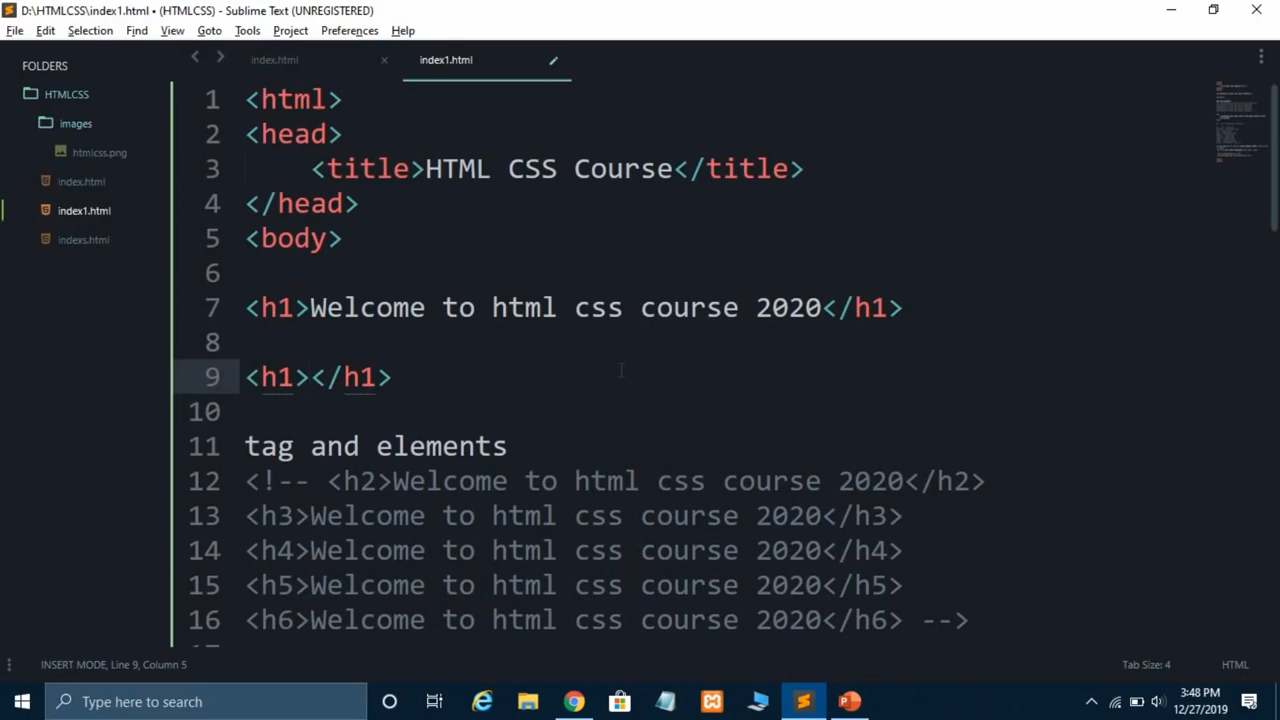 D:\HTMLCSS\index1.html • (HTMLCSS) - Sublime Text (UNREGISTERED)
File Edit Selection Find View Goto Tools Project Preferences Help
FOLDERS
HTMLCSS
images
htmlcss.png
index.html
index1.html
indexs.html
index.html
index1.html
1 <html>
2 <head>
3 <title>HTML CSS Course</title>
4 </head>
5 <body>
6
7 <h1>Welcome to html css course 2020</h1>
8
9 <h1></h1>
10
11 tag and elements
12 <!-- <h2>Welcome to html css course 2020</h2>
13 <h3>Welcome to html css course 2020</h3>
14 <h4>Welcome to html css course 2020</h4>
15 <h5>Welcome to html css course 2020</h5>
16 <h6>Welcome to html css course 2020</h6> -->
INSERT MODE, Line 9, Column 5
Tab Size: 4
HTML
Type here to search
3:48 PM
12/27/2019